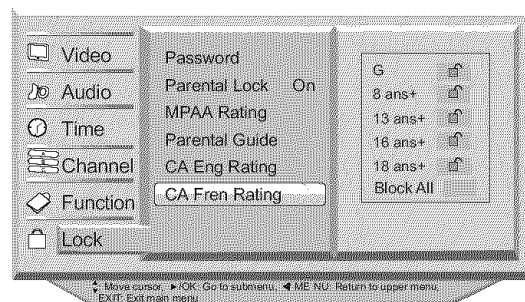 Video
Audio
Time
Channel
Function
Lock
Password
Parental Lock On
MPAA Rating
Parental Guide
CA Eng Rating
CA Fren Rating
G
8 ans+
13 ans+
16 ans+
18 ans+
Block All
: Move cursor, ►/OK: Go to submenu, ◄ ME NU: Return to upper menu,
EXIT: Exit main menu